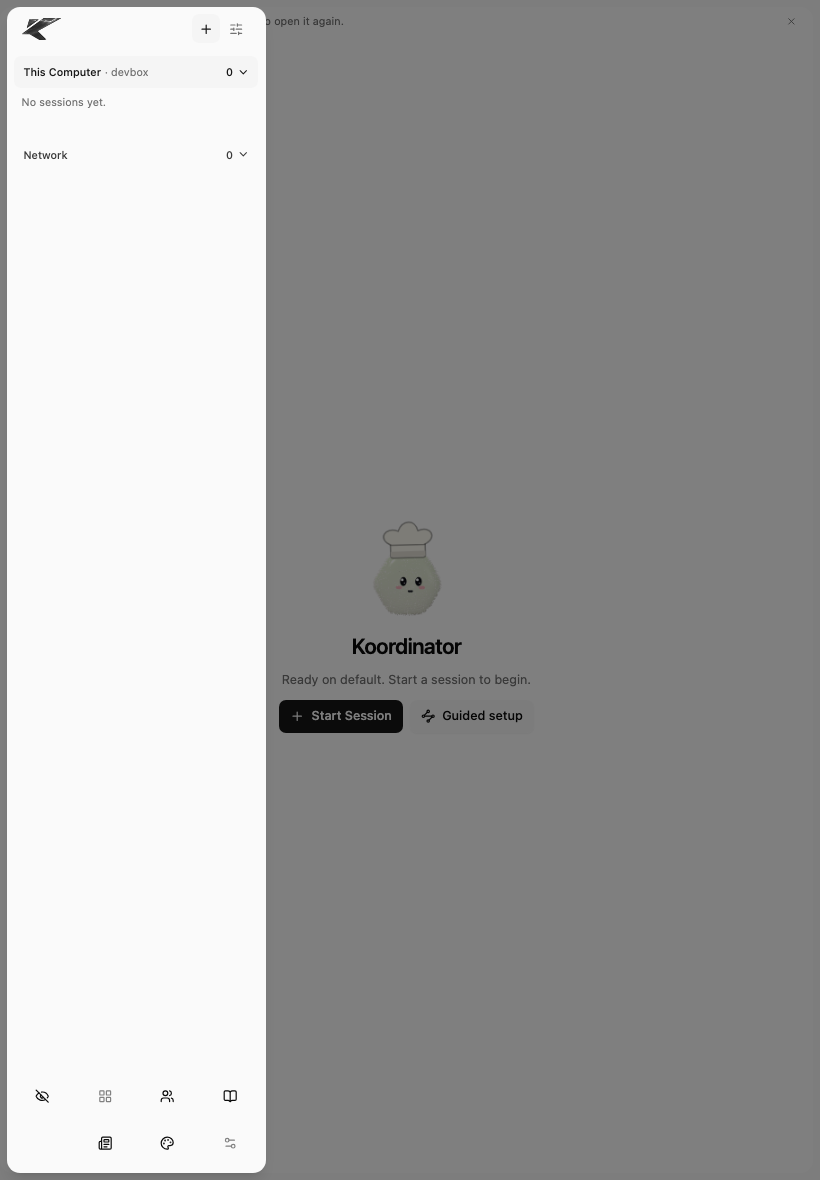 open it again.
This Computer · devbox 0
No sessions yet.
Network 0
Koordinator
Ready on default. Start a session to begin.
Start Session
Guided setup